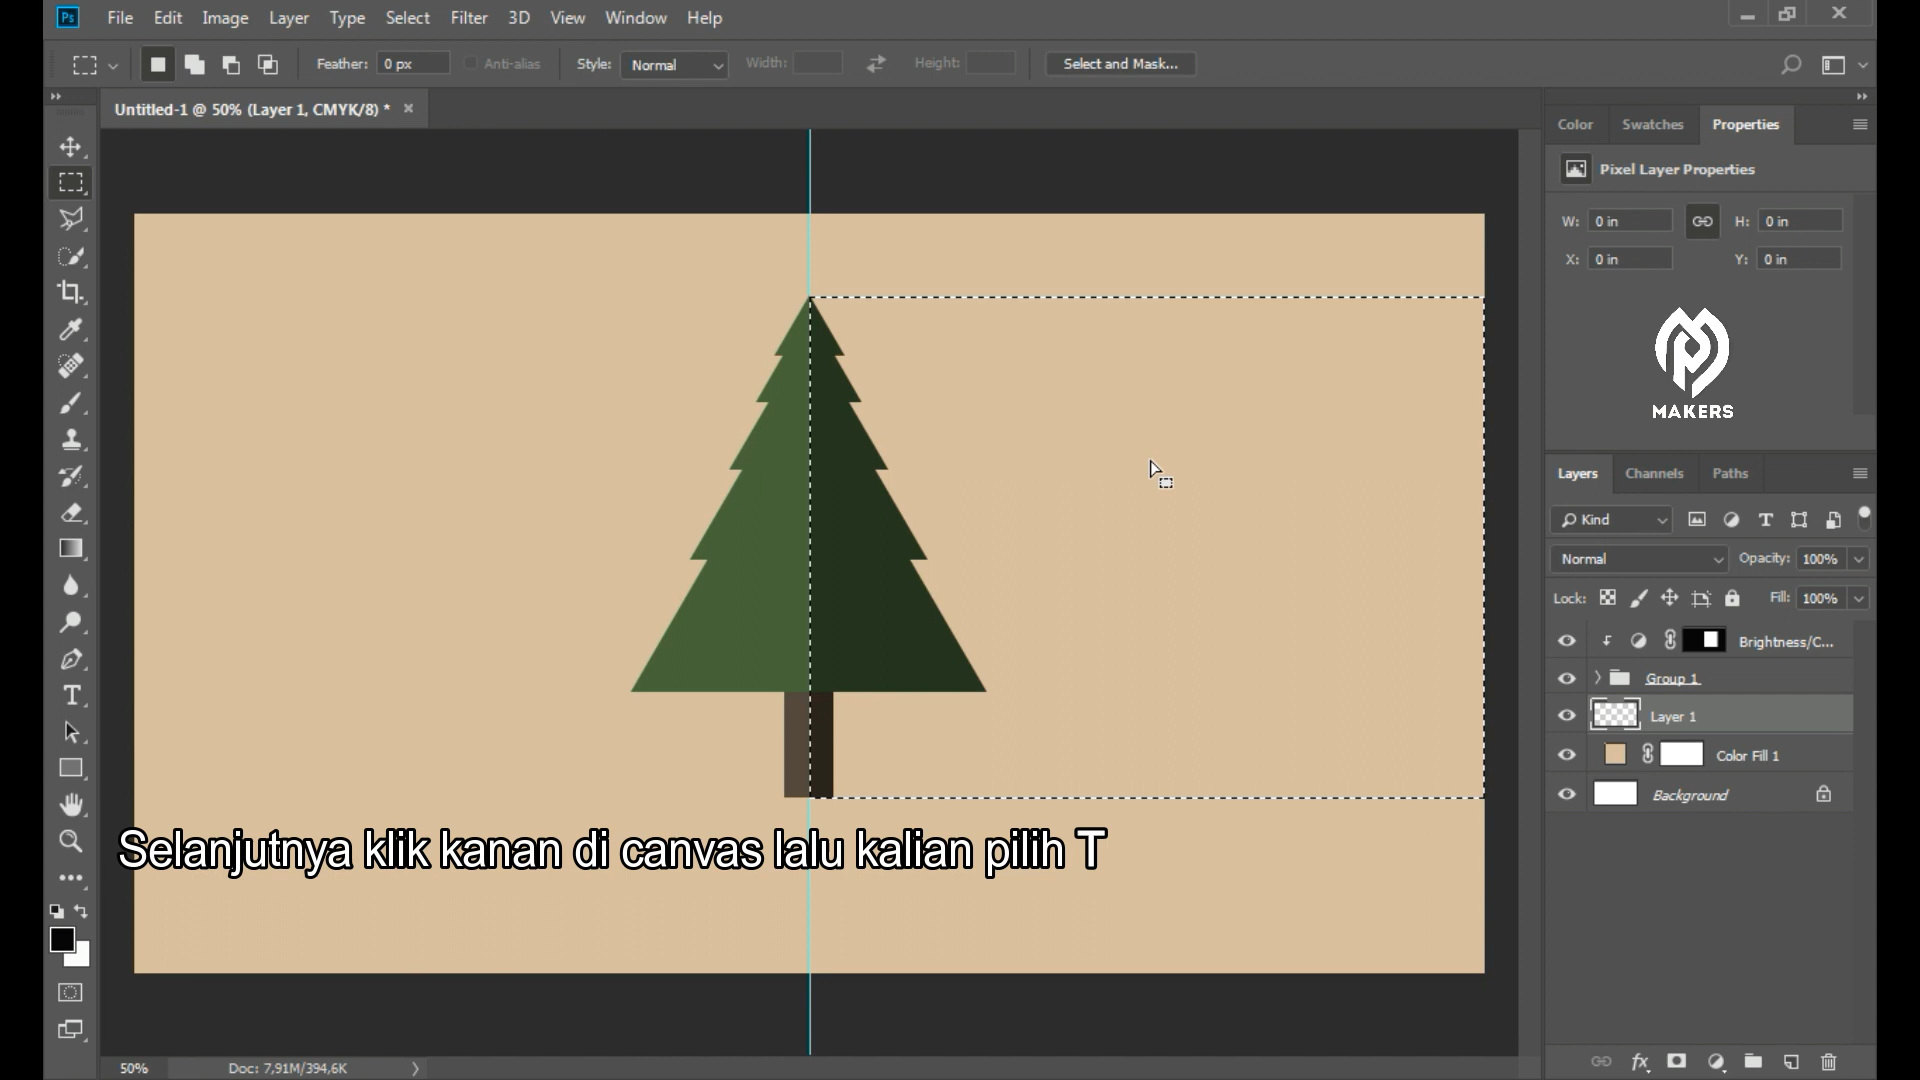 Ps File Edit Image Layer Type Select Filter 3D View Window Help
Feather: 0 px Anti-alias Style: Normal Width: Height: Select and Mask...
Untitled-1 @ 50% (Layer 1, CMYK/8) *
Color Swatches Properties
Pixel Layer Properties
W: 0 in H: 0 in
X: 0 in Y: 0 in
MAKERS
Layers Channels Paths
Kind
Normal Opacity: 100%
Lock: Fill: 100%
Brightness/C...
Group 1
Layer 1
Color Fill 1
Background
Selanjutnya klik kanan di canvas lalu kalian pilih T
50% Doc: 7,91M/394,6K